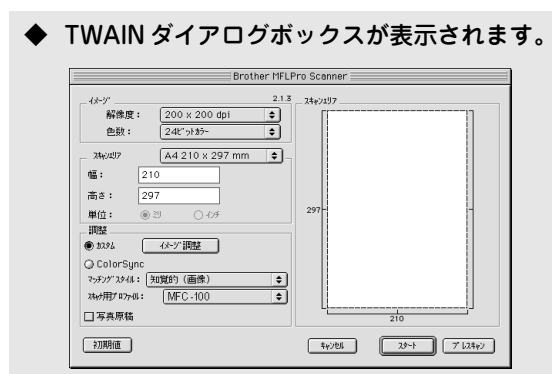 ◆ TWAIN ダイアログボックスが表示されます。
Brother MFLPro Scanner
ｲﾒｰｼﾞ 2.1.3
解像度： 200 x 200 dpi
色数： 24ﾋﾞｯﾄｶﾗｰ
ｽｷｬﾝｴﾘｱ A4 210 x 297 mm
幅： 210
高さ： 297
単位： ﾐﾘ ｲﾝﾁ
調整
ｶｽﾀﾑ ｲﾒｰｼﾞ調整
ColorSync
ﾏｯﾁﾝｸﾞｽﾀｲﾙ： 知覚的（画像）
ｽｷｬﾅ用ﾌﾟﾛﾌｧｲﾙ： MFC-100
写真原稿
初期値
ｽｷｬﾝｴﾘｱ
297
210
ｷｬﾝｾﾙ ｽﾀｰﾄ ﾌﾟﾚｽｷｬﾝ